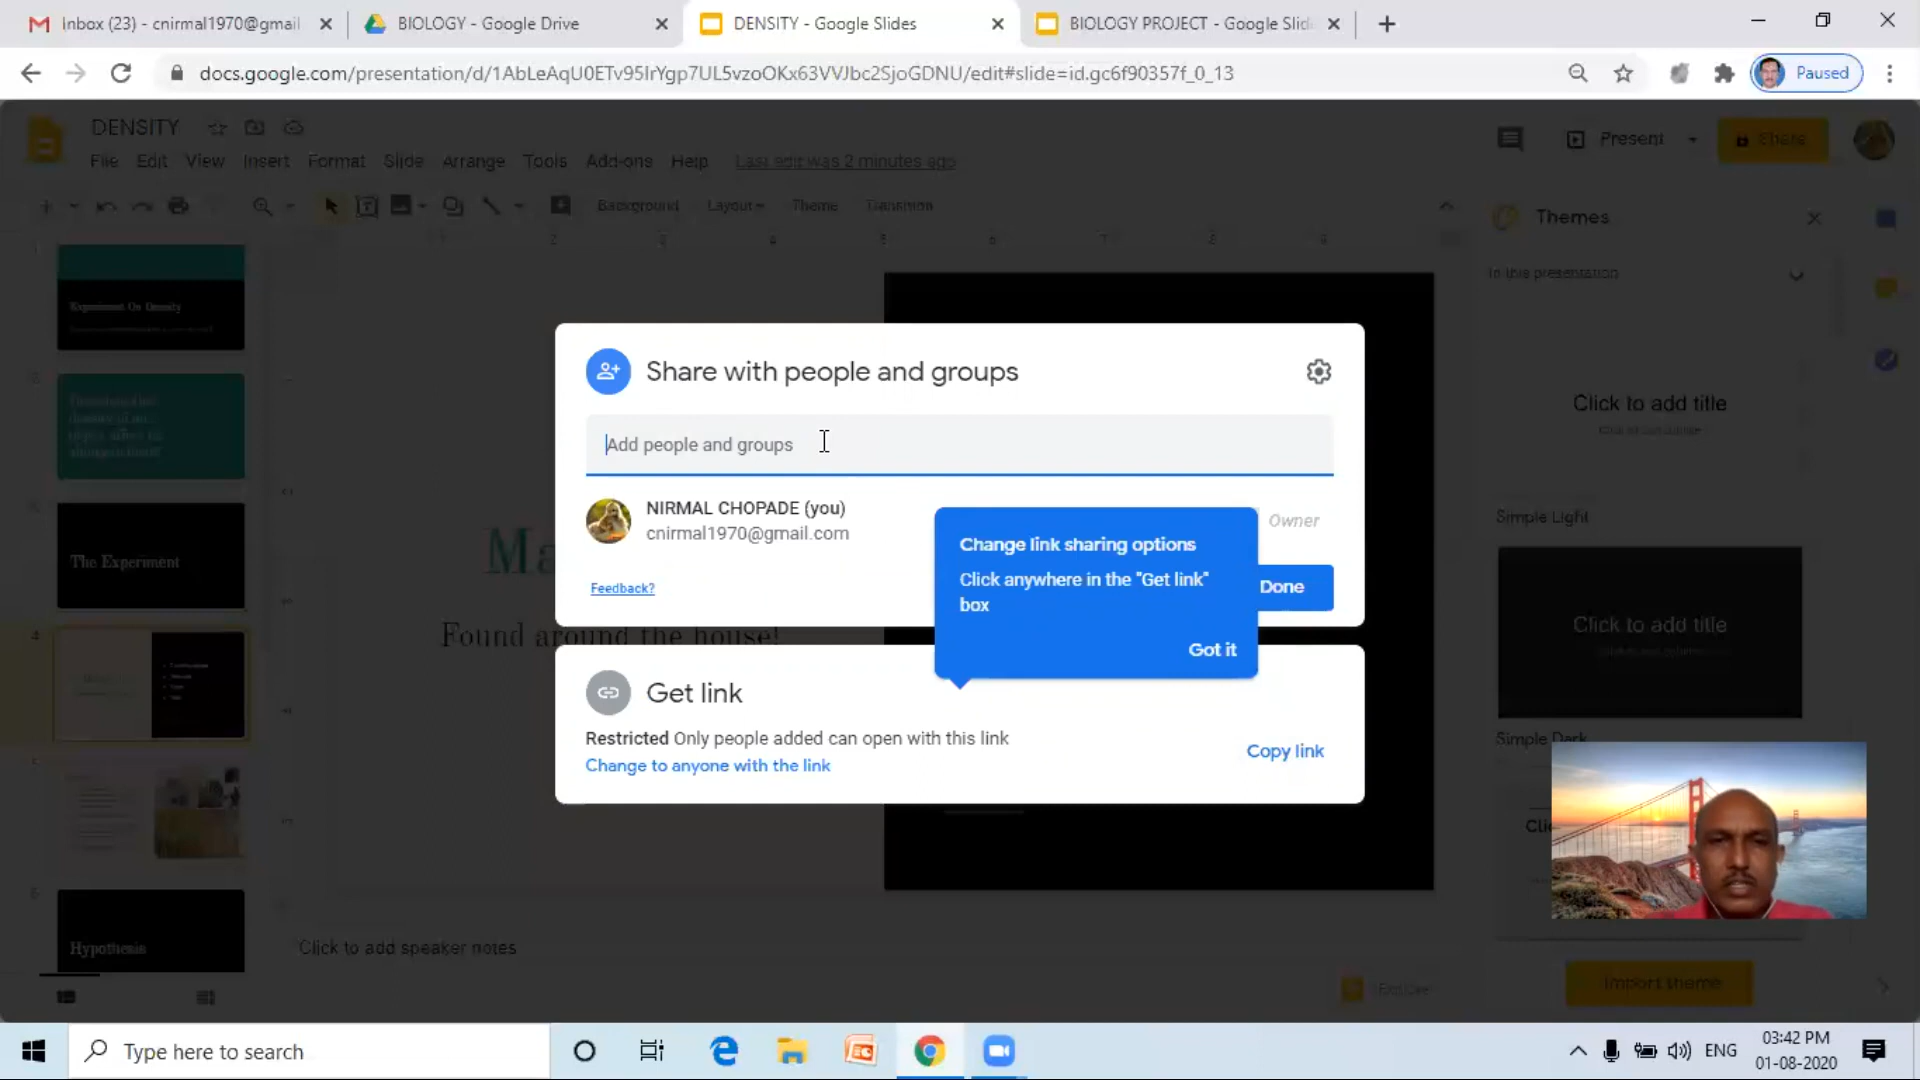 Inbox (23) - cnirmal1970@gmail
BIOLOGY - Google Drive
DENSITY - Google Slides
BIOLOGY PROJECT - Google Slid
docs.google.com/presentation/d/1AbLeAqU0ETv95IrYgp7UL5vzoOKx63VVJbc2SjoGDNU/edit#slide=id.gc6f90357f_0_13
Paused
DENSITY
File Edit View Insert Format Slide Arrange Tools Add-ons Help Last edit was 2 minutes ago
Present
Share
Background Layout Theme Transition
Themes
In this presentation
Experiment On Density
The Experiment
Hypothesis
Ma
Found around the house!
Share with people and groups
Add people and groups
NIRMAL CHOPADE (you)
cnirmal1970@gmail.com
Owner
Feedback?
Done
Change link sharing options
Click anywhere in the "Get link"
box
Got it
Get link
Restricted Only people added can open with this link
Change to anyone with the link
Copy link
Click to add title
Simple Light
Click to add title
Simple Dark
Clic
Click to add speaker notes
Explore
Import theme
Type here to search
ENG
03:42 PM
01-08-2020